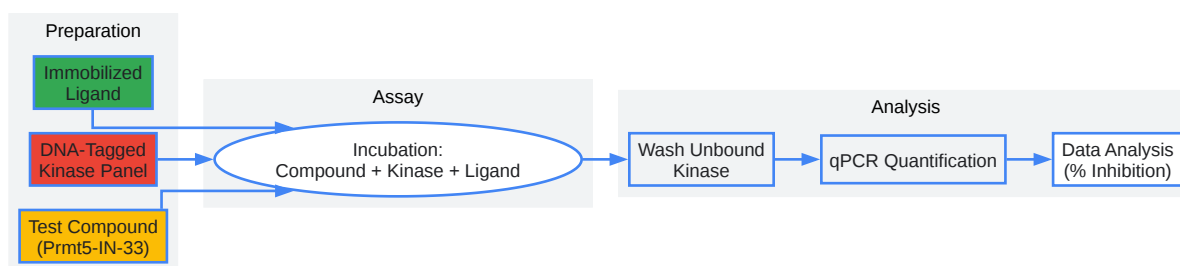 Preparation
Immobilized
Ligand
DNA-Tagged
Kinase Panel
Test Compound
(Prmt5-IN-33)
Assay
Incubation:
Compound + Kinase + Ligand
Analysis
Wash Unbound
Kinase
qPCR Quantification
Data Analysis
(% Inhibition)